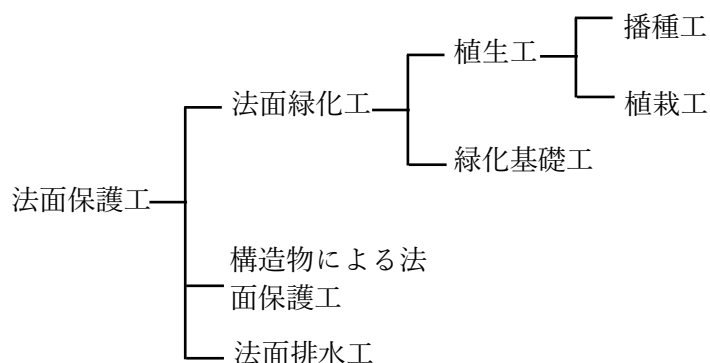 播種工
植生工
植栽工
法面緑化工
緑化基礎工
法面保護工
構造物による法
面保護工
法面排水工